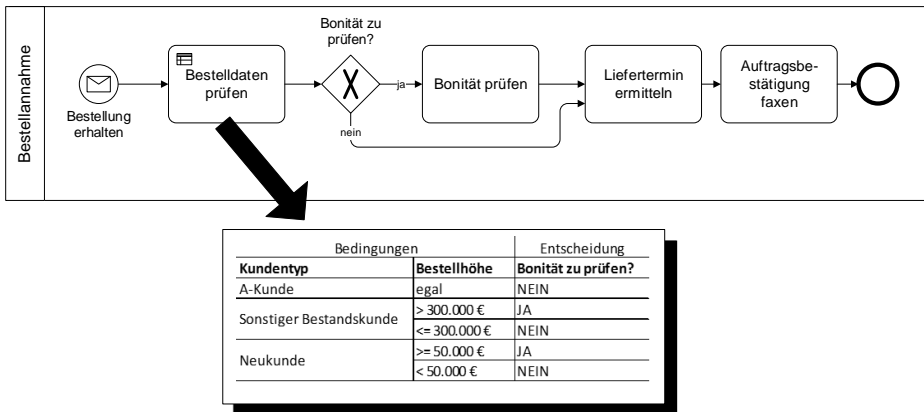 Bestellannahme
Bestellung
erhalten
Bestelldaten
prüfen
Bonität zu
prüfen?
X
ja
nein
Bonität prüfen
Liefertermin
ermitteln
Auftragsbe-
stätigung
faxen
Bedingungen Entscheidung
Kundentyp Bestellhöhe Bonität zu prüfen?
A-Kunde egal NEIN
Sonstiger Bestandskunde > 300.000 € JA
<= 300.000 € NEIN
Neukunde >= 50.000 € JA
< 50.000 € NEIN